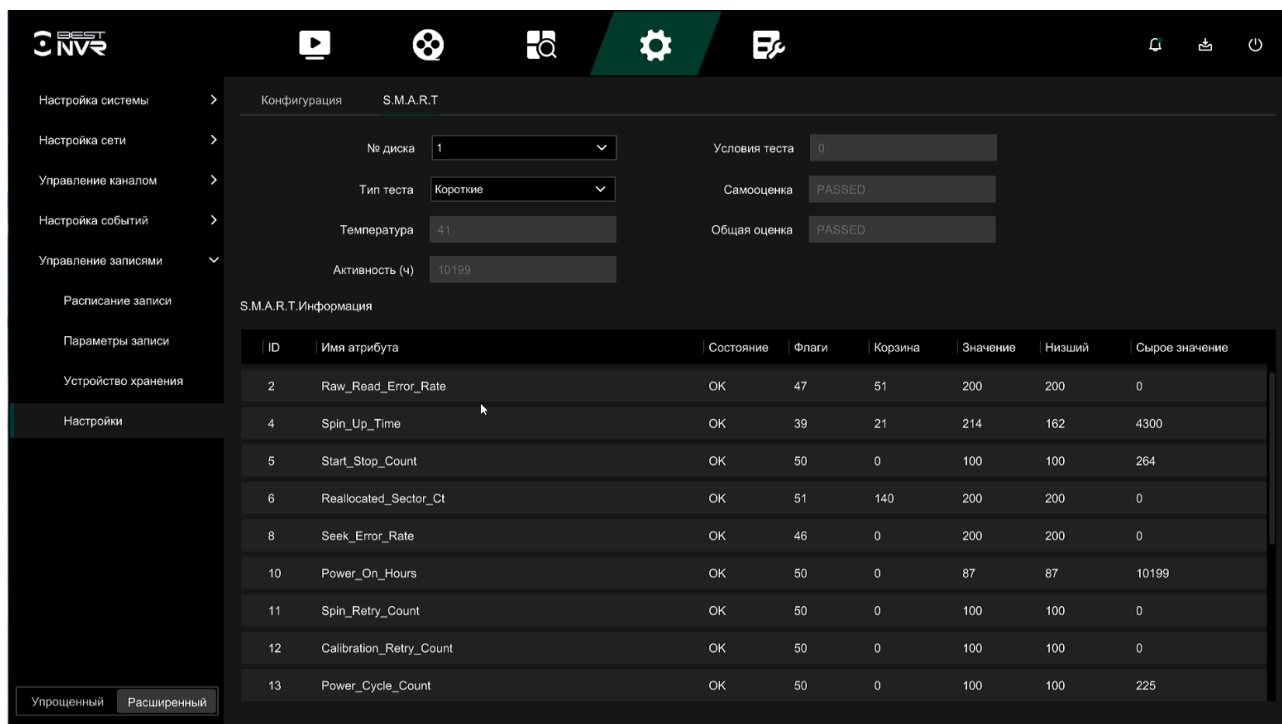 BEST
NVR
Настройка системы
Настройка сети
Управление каналом
Настройка событий
Управление записями
Расписание записи
Параметры записи
Устройство хранения
Настройки
Упрощенный Расширенный
Конфигурация S.M.A.R.T
№ диска 1 Условия теста 0
Тип теста Короткие Самооценка PASSED
Температура 41 Общая оценка PASSED
Активность (ч) 10199
S.M.A.R.T.Информация
ID Имя атрибута Состояние Флаги Корзина Значение Низший Сырое значение
2 Raw_Read_Error_Rate OK 47 51 200 200 0
4 Spin_Up_Time OK 39 21 214 162 4300
5 Start_Stop_Count OK 50 0 100 100 264
6 Reallocated_Sector_Ct OK 51 140 200 200 0
8 Seek_Error_Rate OK 46 0 200 200 0
10 Power_On_Hours OK 50 0 87 87 10199
11 Spin_Retry_Count OK 50 0 100 100 0
12 Calibration_Retry_Count OK 50 0 100 100 0
13 Power_Cycle_Count OK 50 0 100 100 225